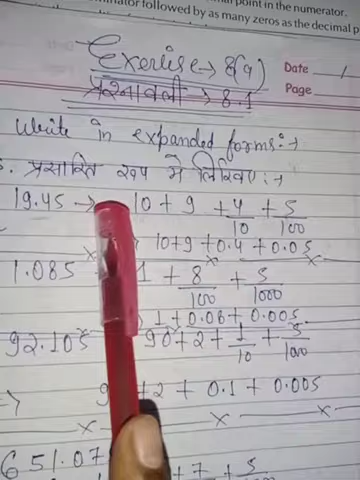 point in the numerator.
minator followed by as many zeros as the decimal p
Exercise → 8(a)
Date
Page
प्रश्नावली → 8.1
Write in expanded forms:→
प्रसारित रूप में लिखिए:→
19.45 → 10 + 9 + 4/10 + 5/100
10+9 + 0.4 + 0.05
1.085 1 + 8/100 + 5/1000
1 + 0.08 + 0.005
92.105 90 + 2 + 1/10 + 5/1000
+2 + 0.1 + 0.005
651.07
+ 7 + 5